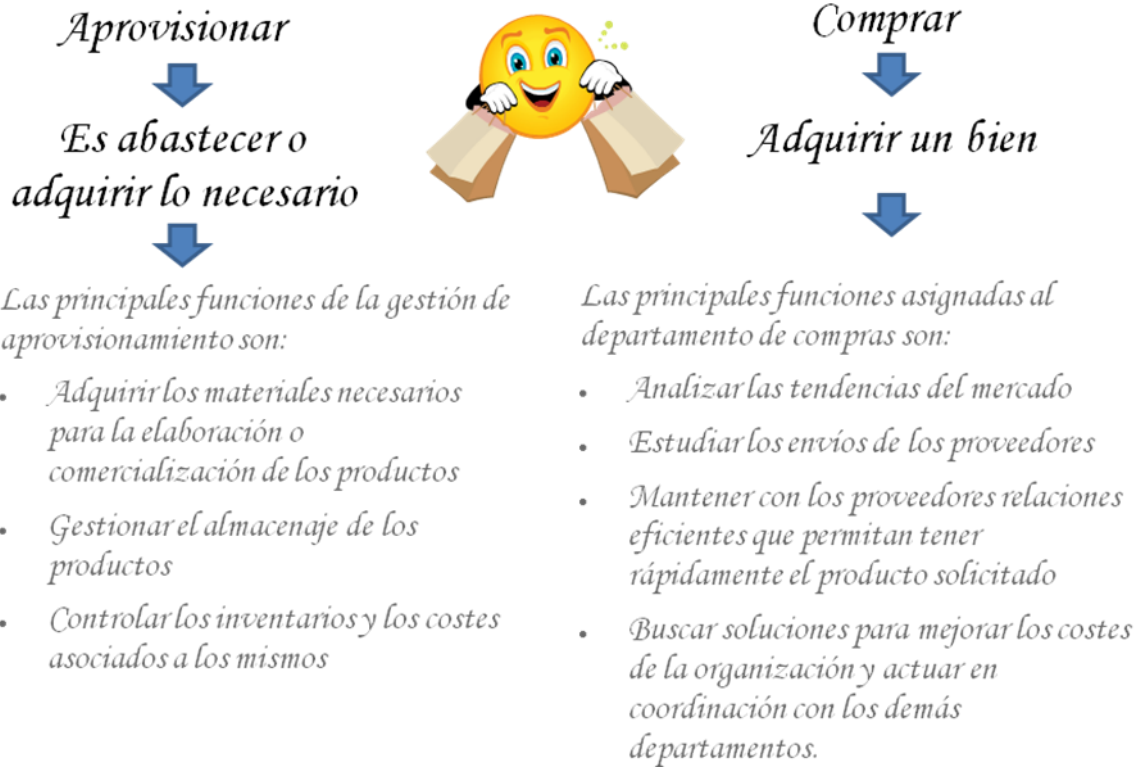 Aprovisionar
Es abastecer o
adquirir lo necesario
Las principales funciones de la gestión de
aprovisionamiento son:
• Adquirir los materiales necesarios
para la elaboración o
comercialización de los productos
• Gestionar el almacenaje de los
productos
• Controlar los inventarios y los costes
asociados a los mismos
Comprar
Adquirir un bien
Las principales funciones asignadas al
departamento de compras son:
• Analizar las tendencias del mercado
• Estudiar los envíos de los proveedores
• Mantener con los proveedores relaciones
eficientes que permitan tener
rápidamente el producto solicitado
• Buscar soluciones para mejorar los costes
de la organización y actuar en
coordinación con los demás
departamentos.